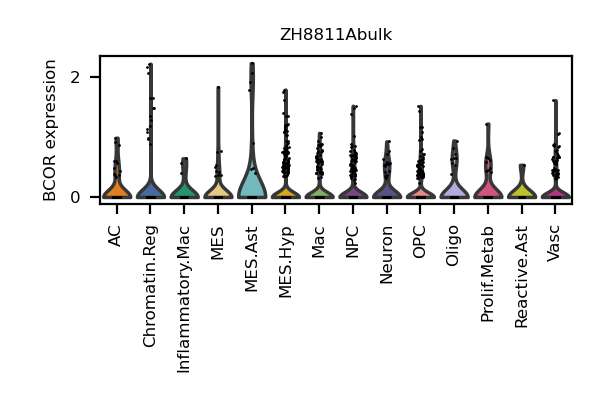 ZH8811Abulk
BCOR expression
2
0
AC
Chromatin.Reg
Inflammatory.Mac
MES
MES.Ast
MES.Hyp
Mac
NPC
Neuron
OPC
Oligo
Prolif.Metab
Reactive.Ast
Vasc